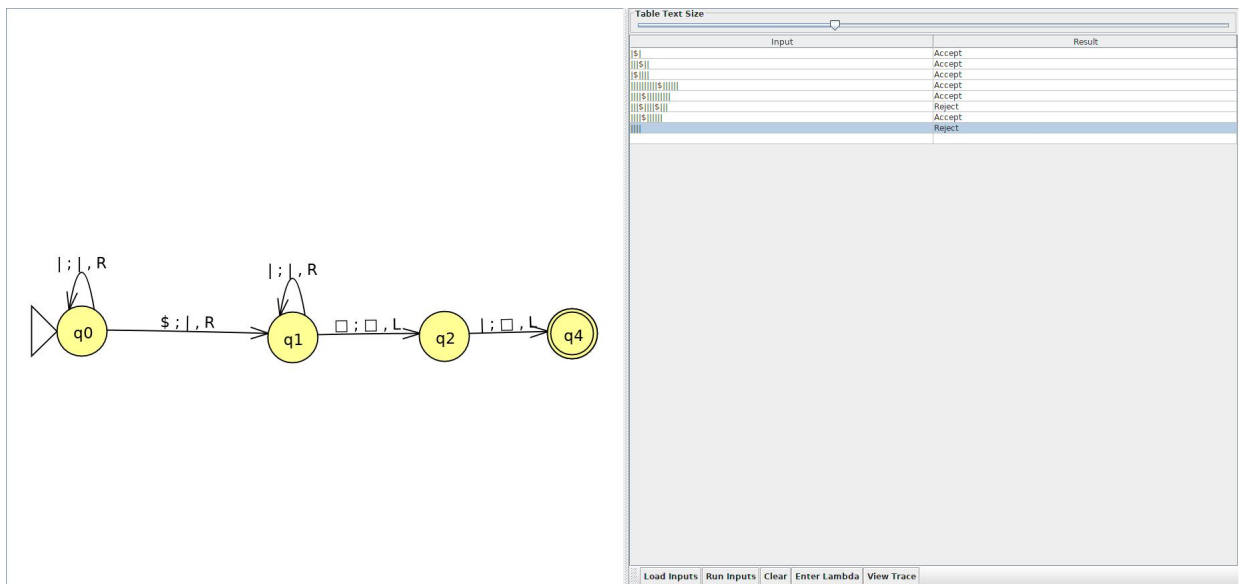 Table Text Size
Input Result
|$| Accept
|||$|| Accept
|$|||| Accept
||||||||||$|||||| Accept
||||$||||||||| Accept
|||$||||$||| Reject
||||$|||||| Accept
|||| Reject
| ; | , R
| ; | , R
q0
$ ; | , R
q1
□ ; □ , L
q2
| ; □ , L
q4
Load Inputs Run Inputs Clear Enter Lambda View Trace